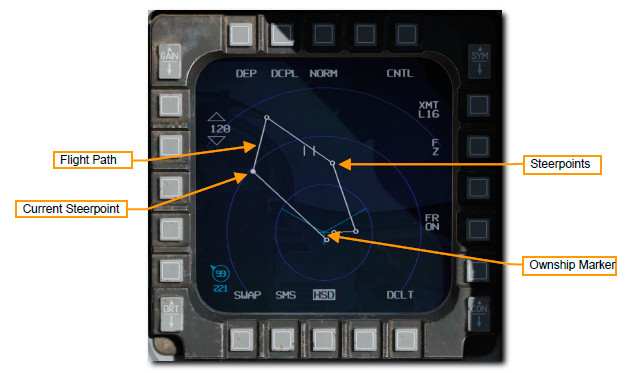 GAIN
SYM
DEP DCPL NORM CNTL
XMT
L16
120
F
Z
Flight Path
Steerpoints
Current Steerpoint
FR
ON
Ownship Marker
99
221
SWAP SMS HSD DCLT
BRT
CON